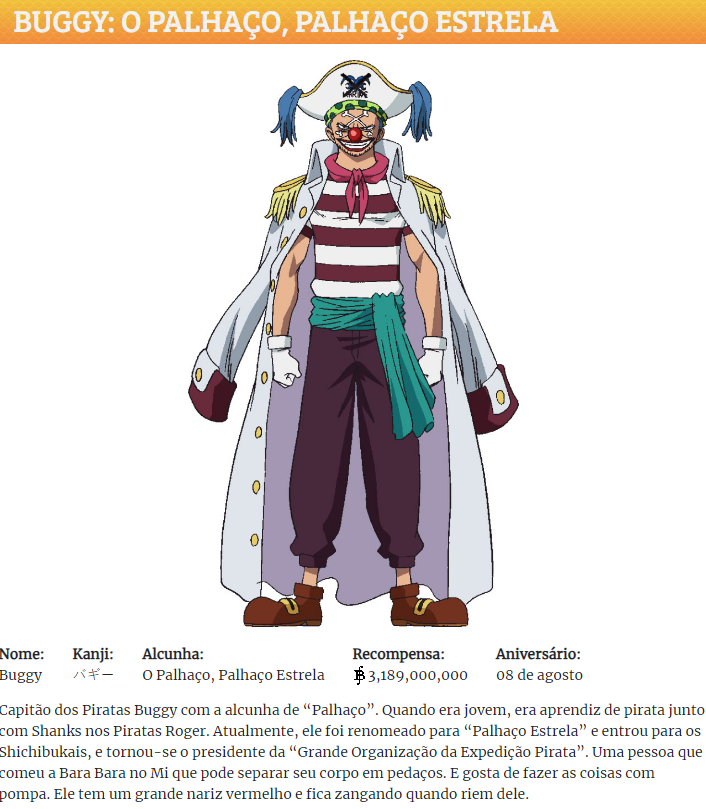 BUGGY: O PALHAÇO, PALHAÇO ESTRELA
Nome: Kanji: Alcunha: Recompensa: Aniversário:
Buggy バギー O Palhaço, Palhaço Estrela 3,189,000,000 08 de agosto
Capitão dos Piratas Buggy com a alcunha de “Palhaço”. Quando era jovem, era aprendiz de pirata junto
com Shanks nos Piratas Roger. Atualmente, ele foi renomeado para “Palhaço Estrela” e entrou para os
Shichibukais, e tornou-se o presidente da “Grande Organização da Expedição Pirata”. Uma pessoa que
comeu a Bara Bara no Mi que pode separar seu corpo em pedaços. E gosta de fazer as coisas com
pompa. Ele tem um grande nariz vermelho e fica zangando quando riem dele.